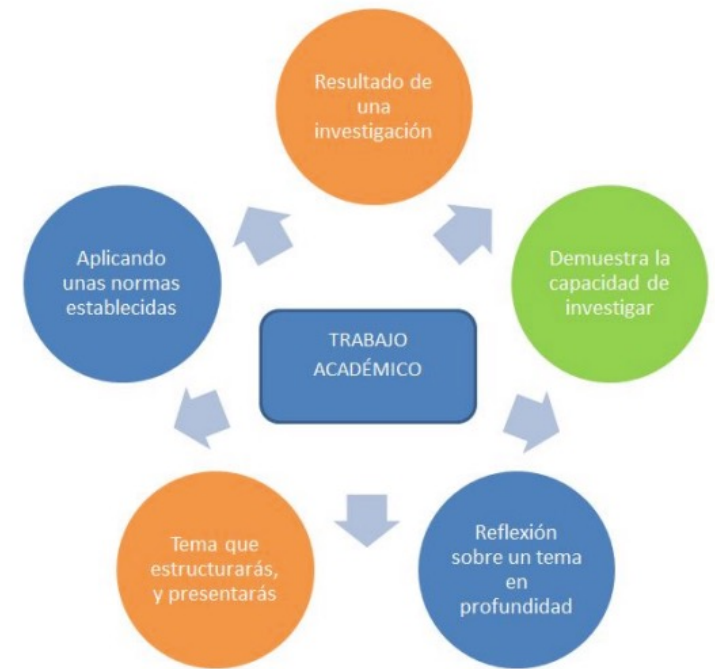 Resultado de
una
investigación
Demuestra la
capacidad de
investigar
Reflexión
sobre un tema
en
profundidad
Tema que
estructurarás,
y presentarás
Aplicando
unas normas
establecidas
TRABAJO
ACADÉMICO